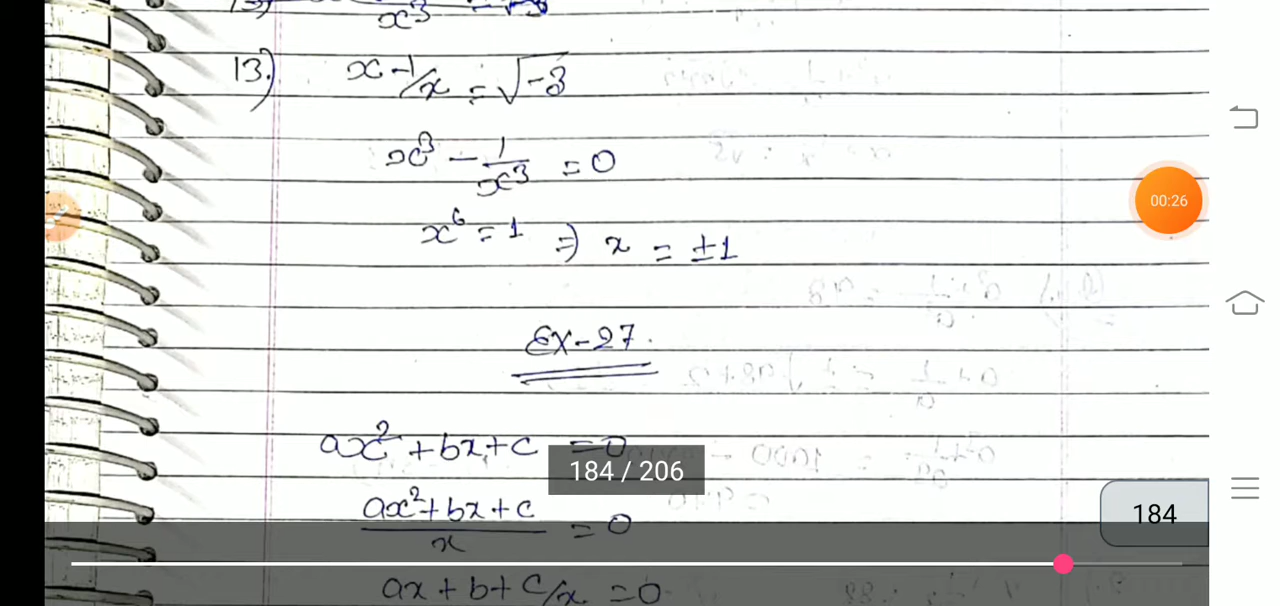 x³
13.) x - 1/x = √-3
x³ - 1/x³ = 0
x⁶ = 1 ⇒ x = ±1
00:26
Ex-27.
ax² + bx + c = 0
184 / 206
ax² + bx + c / x = 0
184
ax + b + c/x = 0